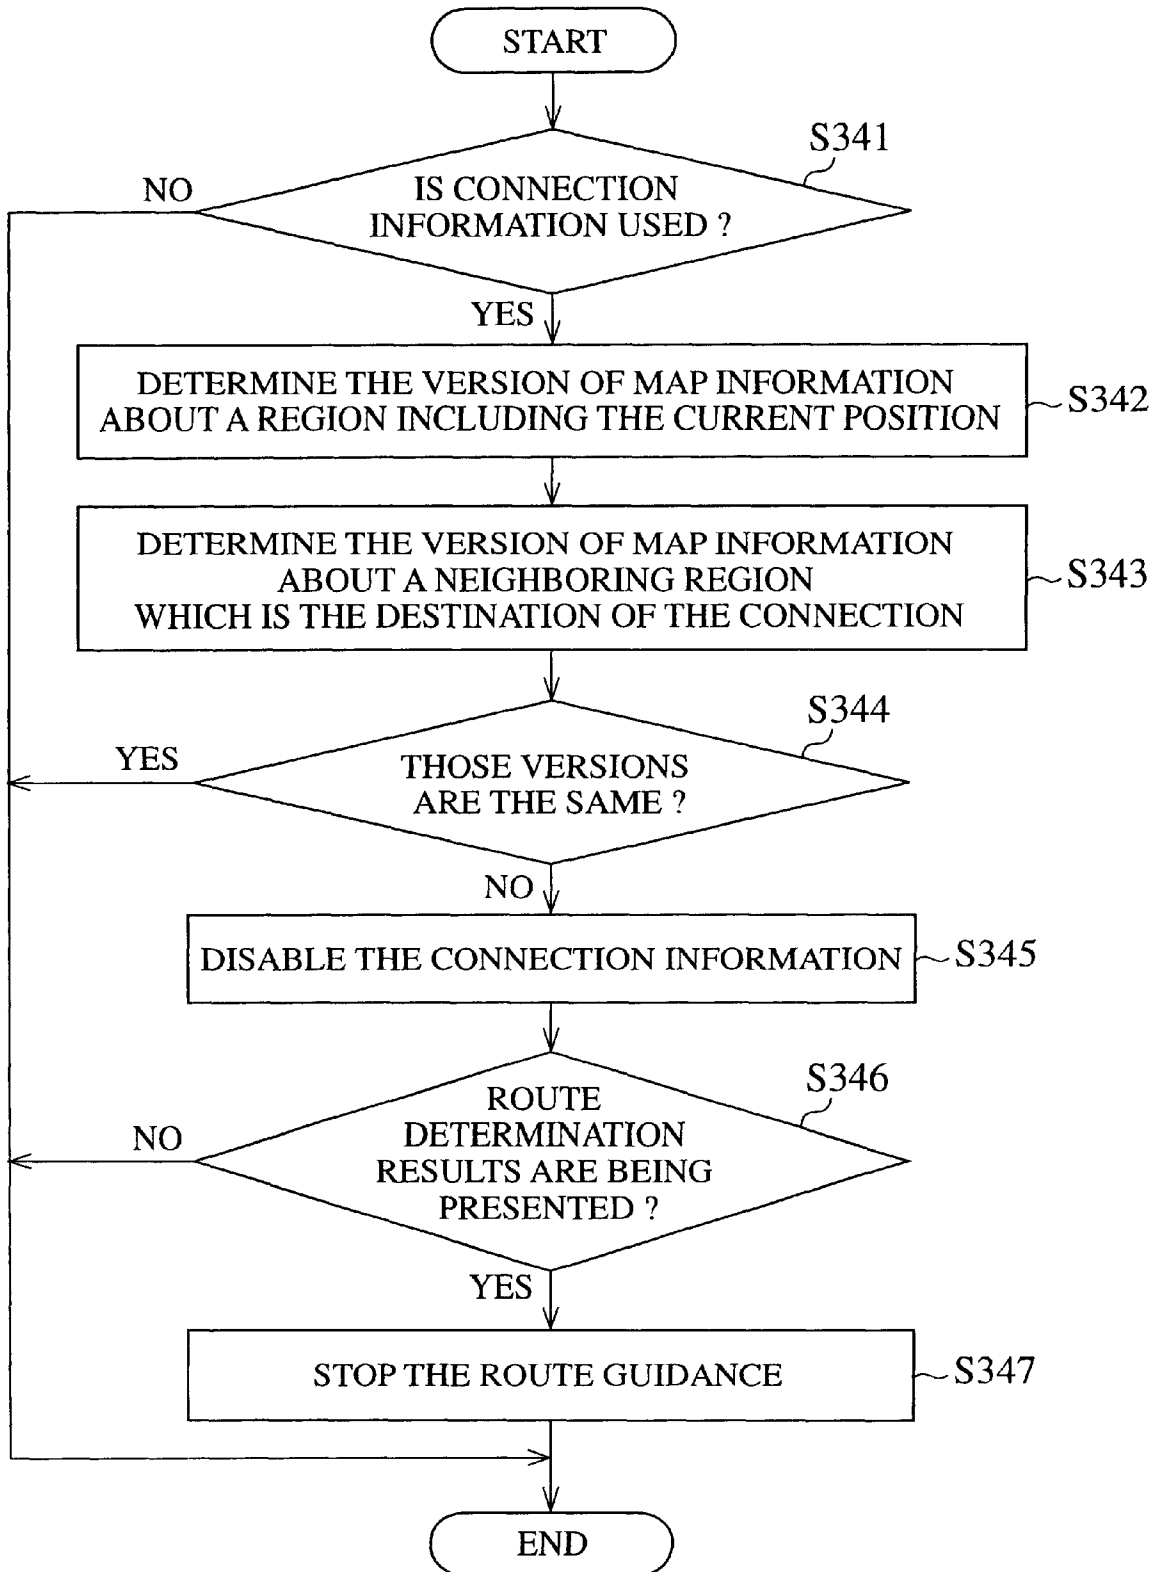 START
S341
NO
IS CONNECTION
INFORMATION USED ?
YES
DETERMINE THE VERSION OF MAP INFORMATION
ABOUT A REGION INCLUDING THE CURRENT POSITION
S342
DETERMINE THE VERSION OF MAP INFORMATION
ABOUT A NEIGHBORING REGION
WHICH IS THE DESTINATION OF THE CONNECTION
S343
S344
YES
THOSE VERSIONS
ARE THE SAME ?
NO
DISABLE THE CONNECTION INFORMATION
S345
S346
NO
ROUTE
DETERMINATION
RESULTS ARE BEING
PRESENTED ?
YES
STOP THE ROUTE GUIDANCE
S347
END